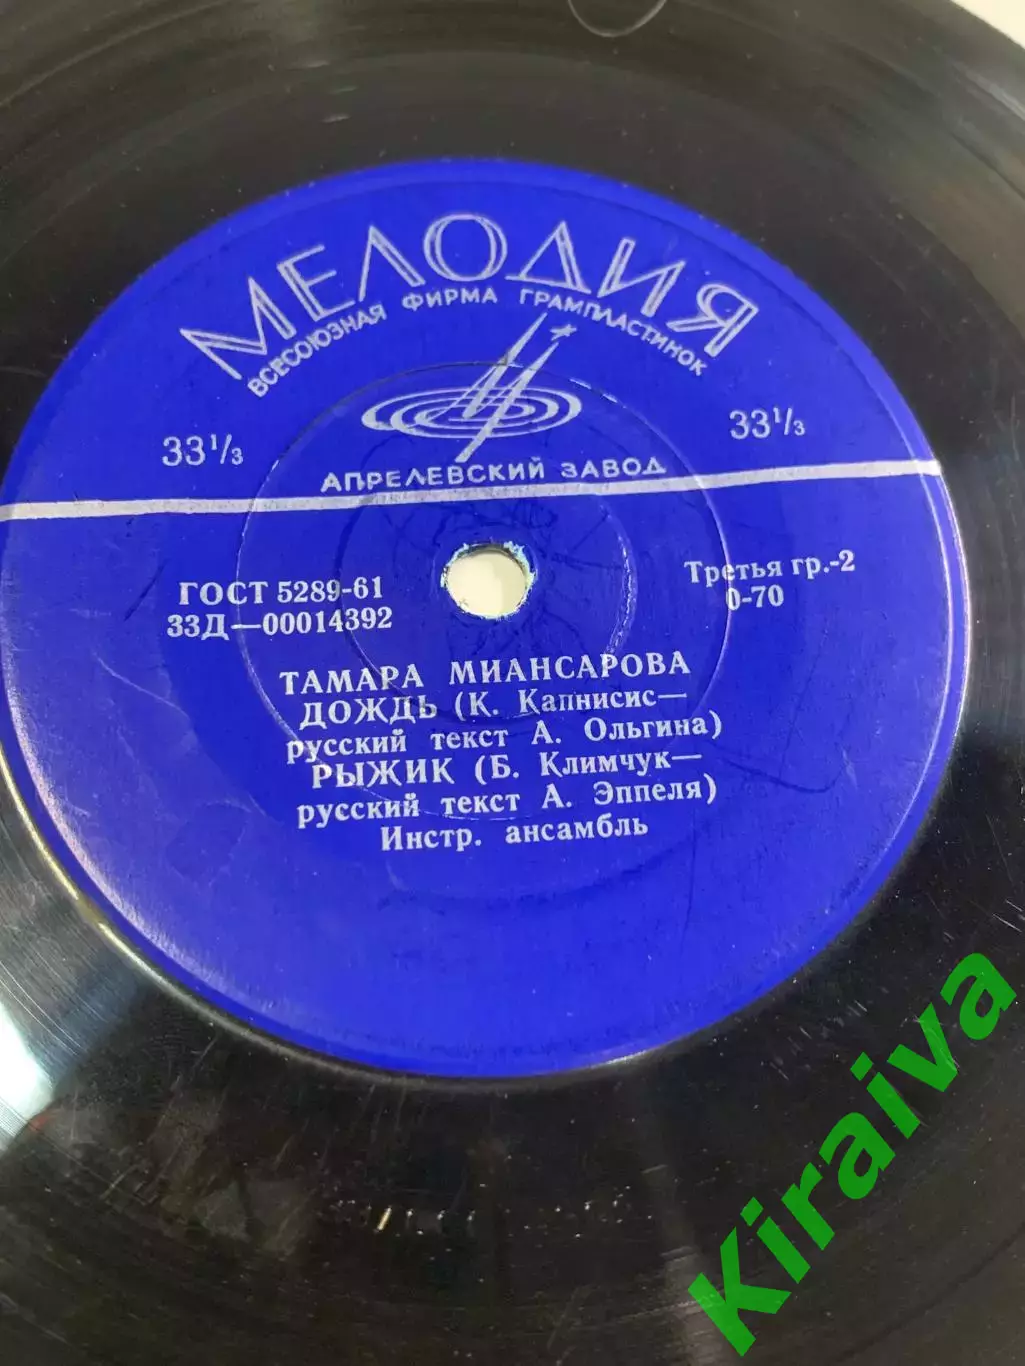 МЕЛОДИЯ
ВСЕСОЮЗНАЯ ФИРМА ГРАМПЛАСТИНОК
33⅓ 33⅓
АПРЕЛЕВСКИЙ ЗАВОД
ГОСТ 5289-61
33Д—00014392
Третья гр.-2
0-70
ТАМАРА МИАНСАРОВА
ДОЖДЬ (К. Капнисис—
русский текст А. Ольгина)
РЫЖИК (Б. Климчук—
русский текст А. Эппеля)
Инстр. ансамбль
Kiraiva